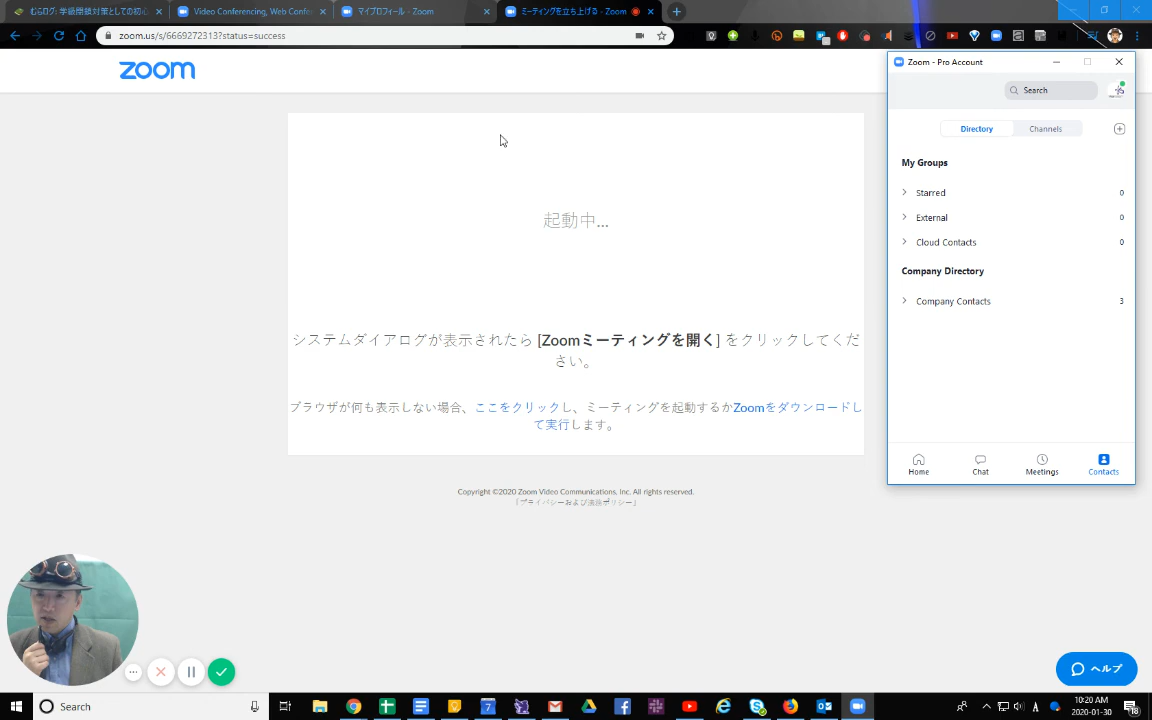 むらログ: 学級閉鎖対策としての初心
Video Conferencing, Web Confe
マイプロフィール - Zoom
ミーティングを立ち上げる - Zoom
zoom.us/s/6669272313?status=success
zoom
Zoom - Pro Account
Search
Directory
Channels
My Groups
Starred
0
External
0
Cloud Contacts
0
Company Directory
Company Contacts
3
Home
Chat
Meetings
Contacts
起動中...
システムダイアログが表示されたら [Zoomミーティングを開く] をクリックしてくだ
さい。
ブラウザが何も表示しない場合、ここをクリックし、ミーティングを起動するかZoomをダウンロードし
て実行します。
Copyright ©2020 Zoom Video Communications, Inc. All rights reserved.
ヘルプ
Search
7
A
10:20 AM
2020-01-30
18